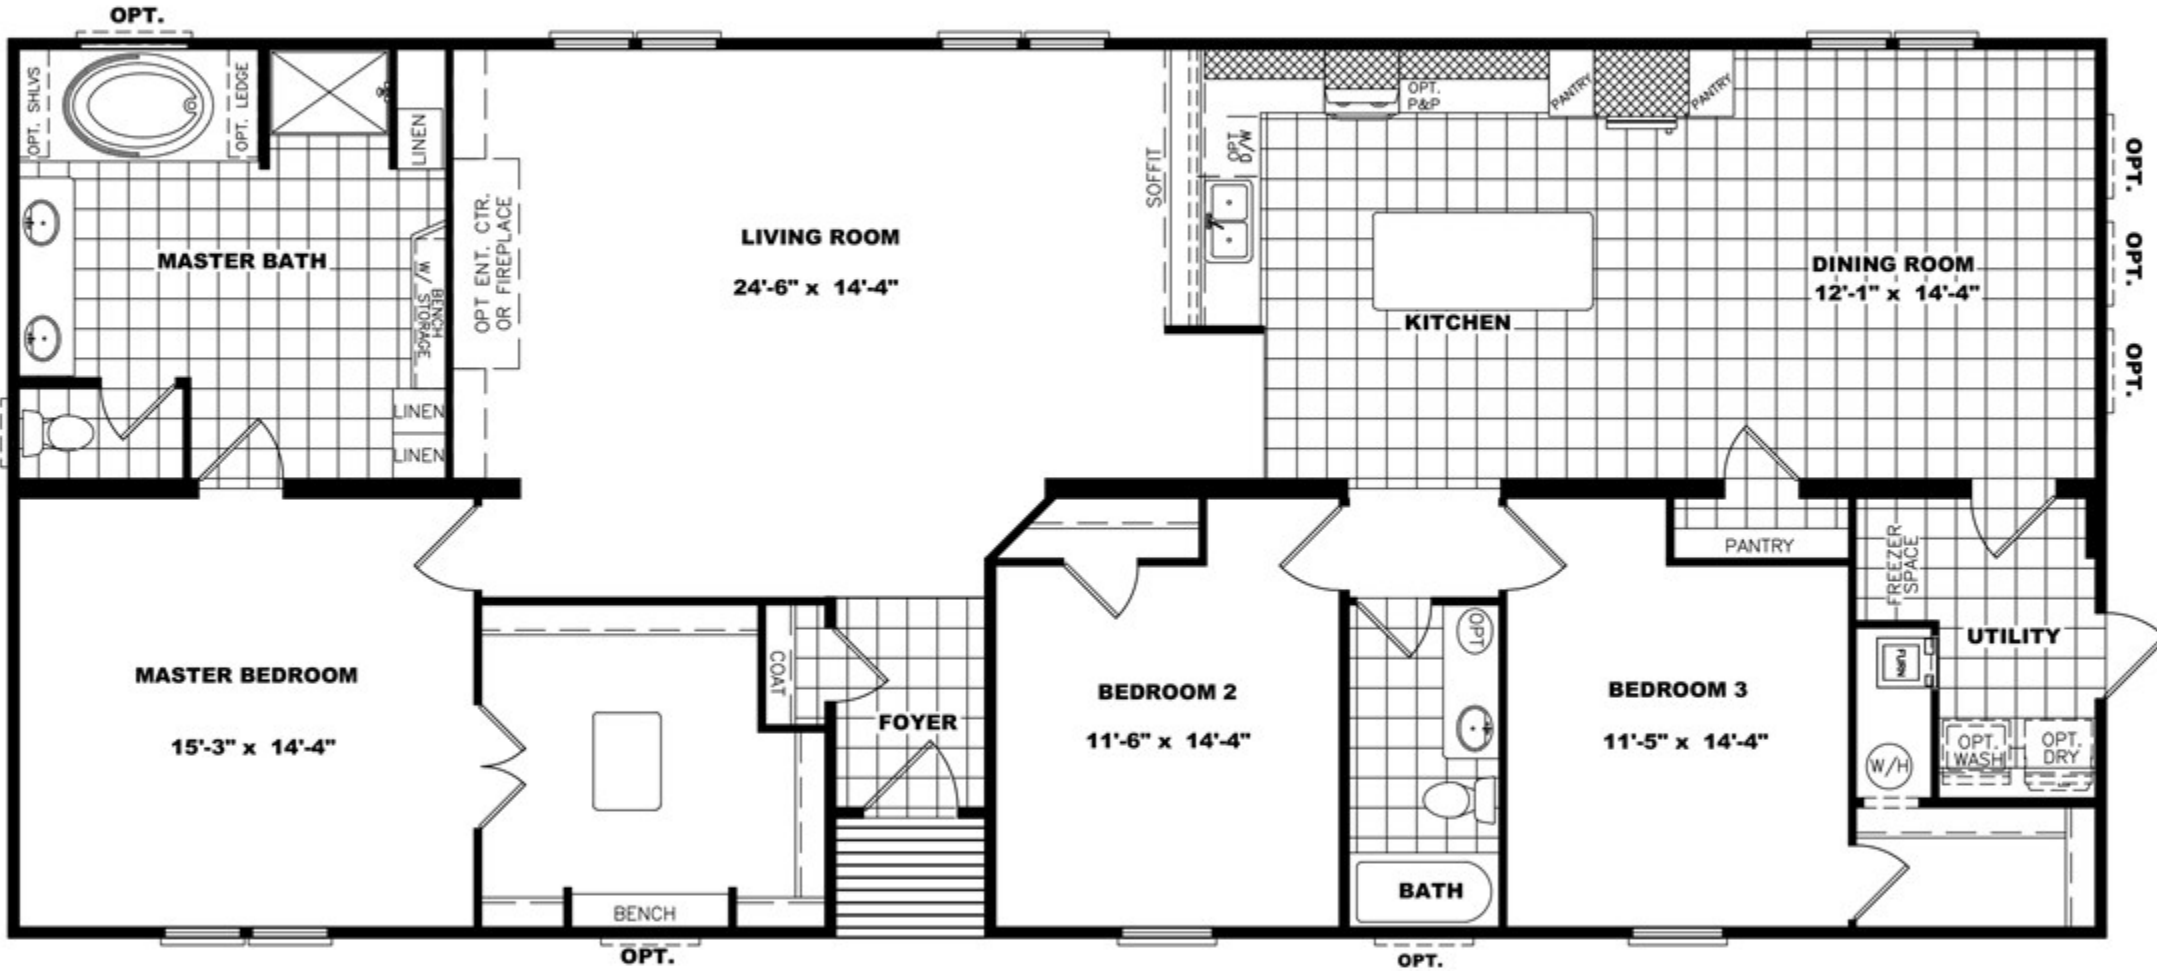 OPT.
OPT. SHLVS
OPT. LEDGE
LINEN
MASTER BATH
BENCH
W/ STORAGE
LINEN
LINEN
OPT ENT. CTR.
OR FIREPLACE
LIVING ROOM
24'-6" x 14'-4"
SOFFIT
OPT
D/W
OPT.
P&P
PANTRY
PANTRY
KITCHEN
DINING ROOM
12'-1" x 14'-4"
OPT.
OPT.
OPT.
MASTER BEDROOM
15'-3" x 14'-4"
COAT
FOYER
BENCH
OPT.
BEDROOM 2
11'-6" x 14'-4"
OPT
BATH
OPT.
BEDROOM 3
11'-5" x 14'-4"
PANTRY
FREEZER
SPACE
UTILITY
FURN
W/H
OPT.
WASH
OPT.
DRY